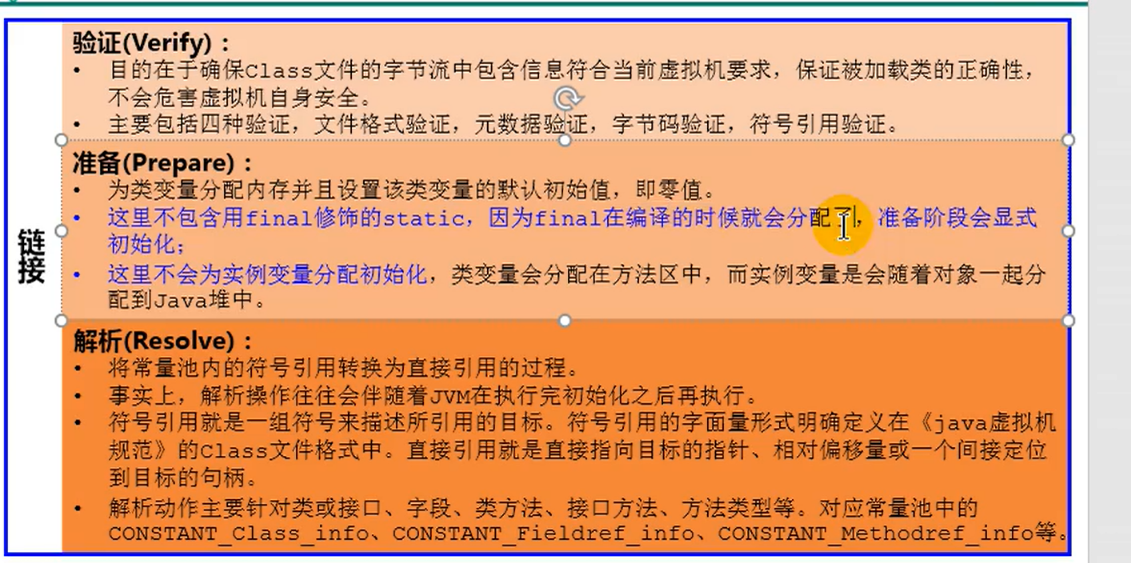 链接
验证(Verify)：
• 目的在于确保Class文件的字节流中包含信息符合当前虚拟机要求，保证被加载类的正确性，
不会危害虚拟机自身安全。
• 主要包括四种验证，文件格式验证，元数据验证，字节码验证，符号引用验证。
准备(Prepare)：
• 为类变量分配内存并且设置该类变量的默认初始值，即零值。
• 这里不包含用final修饰的static，因为final在编译的时候就会分配了，准备阶段会显式
初始化；
• 这里不会为实例变量分配初始化，类变量会分配在方法区中，而实例变量是会随着对象一起分
配到Java堆中。
解析(Resolve)：
• 将常量池内的符号引用转换为直接引用的过程。
• 事实上，解析操作往往会伴随着JVM在执行完初始化之后再执行。
• 符号引用就是一组符号来描述所引用的目标。符号引用的字面量形式明确定义在《java虚拟机
规范》的Class文件格式中。直接引用就是直接指向目标的指针、相对偏移量或一个间接定位
到目标的句柄。
• 解析动作主要针对类或接口、字段、类方法、接口方法、方法类型等。对应常量池中的
CONSTANT_Class_info、CONSTANT_Fieldref_info、CONSTANT_Methodref_info等。